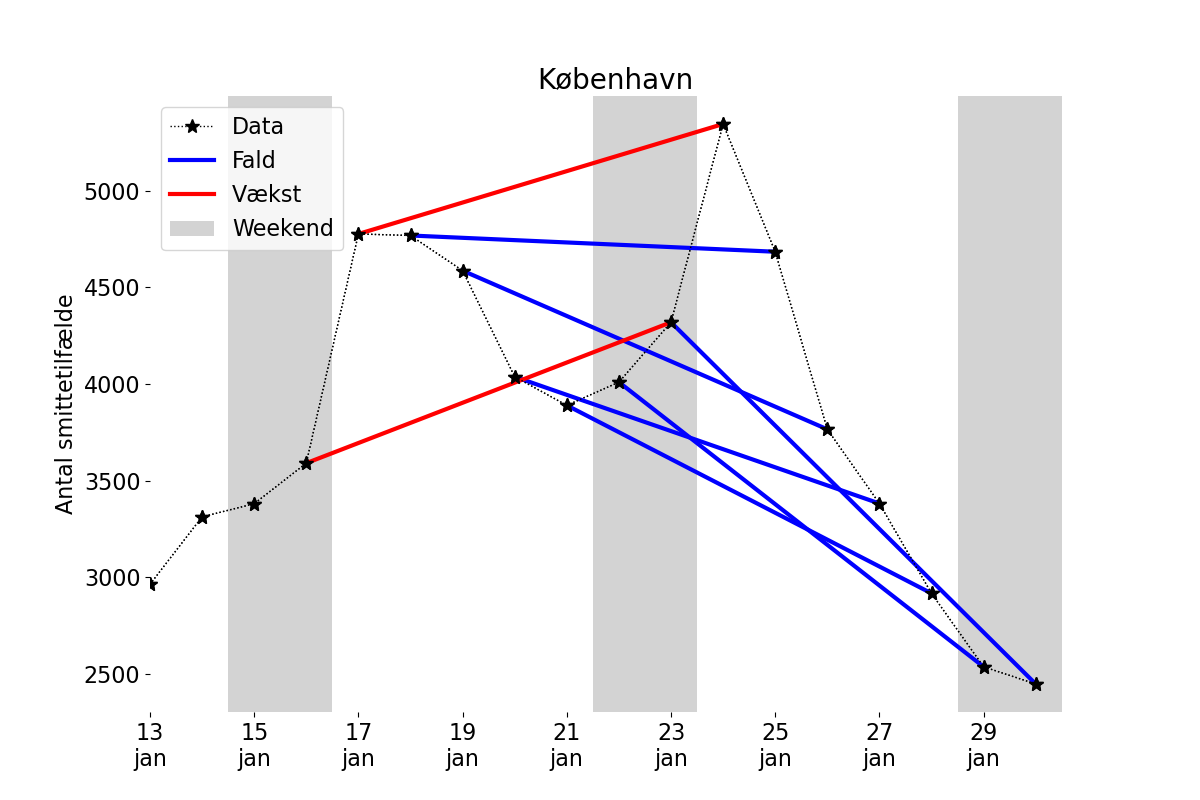 København
Data
Fald
Vækst
Weekend
Antal smittetilfælde
5000
4500
4000
3500
3000
2500
13 15 17 19 21 23 25 27 29
jan jan jan jan jan jan jan jan jan